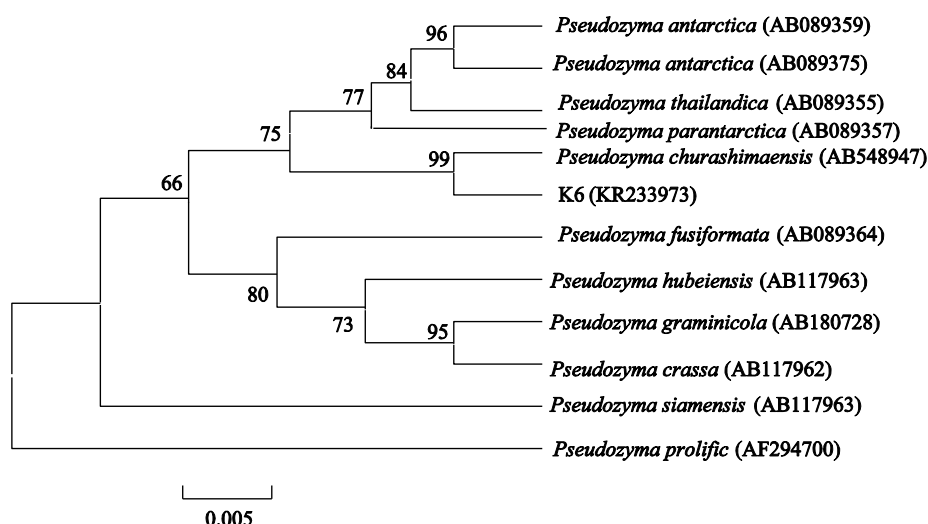 96
Pseudozyma antarctica (AB089359)
Pseudozyma antarctica (AB089375)
84
77
Pseudozyma thailandica (AB089355)
Pseudozyma parantarctica (AB089357)
75
99
Pseudozyma churashimaensis (AB548947)
K6 (KR233973)
66
Pseudozyma fusiformata (AB089364)
80
Pseudozyma hubeiensis (AB117963)
73
95
Pseudozyma graminicola (AB180728)
Pseudozyma crassa (AB117962)
Pseudozyma siamensis (AB117963)
Pseudozyma prolific (AF294700)
0.005